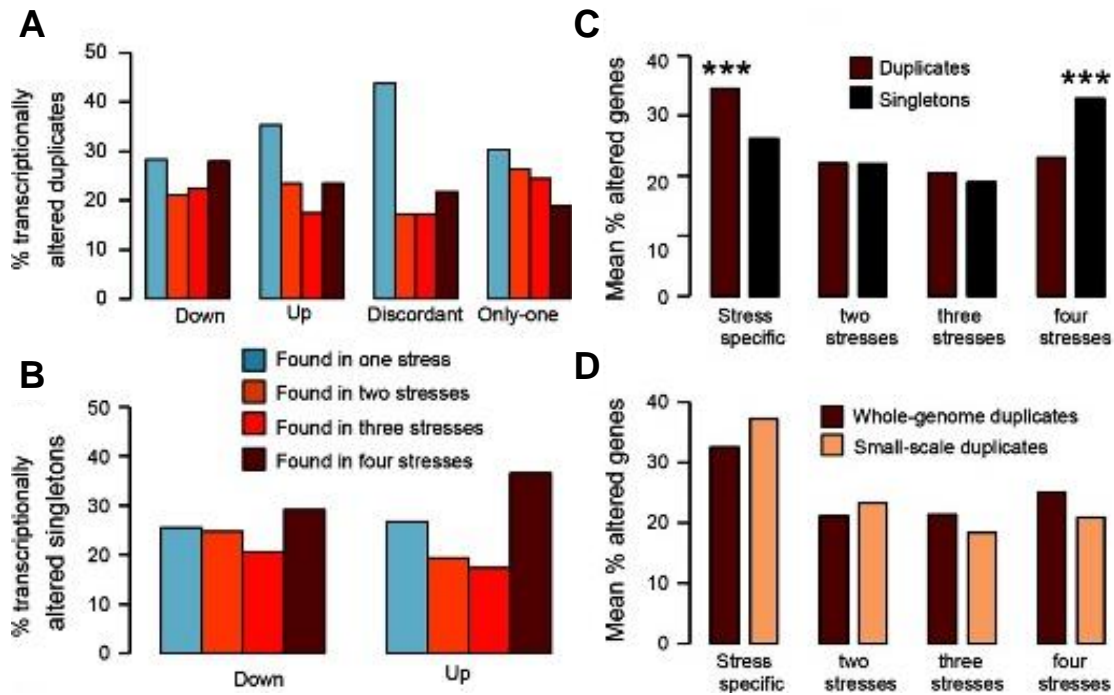 A
% transcriptionally
altered duplicates
50
40
30
20
10
0
Down
Up
Discordant
Only-one
B
% transcriptionally
altered singletons
50
40
30
20
10
0
Found in one stress
Found in two stresses
Found in three stresses
Found in four stresses
Down
Up
C
Mean % altered genes
40
30
20
10
0
Duplicates
Singletons
***
***
Stress
specific
two
stresses
three
stresses
four
stresses
D
Mean % altered genes
40
30
20
10
0
Whole-genome duplicates
Small-scale duplicates
Stress
specific
two
stresses
three
stresses
four
stresses